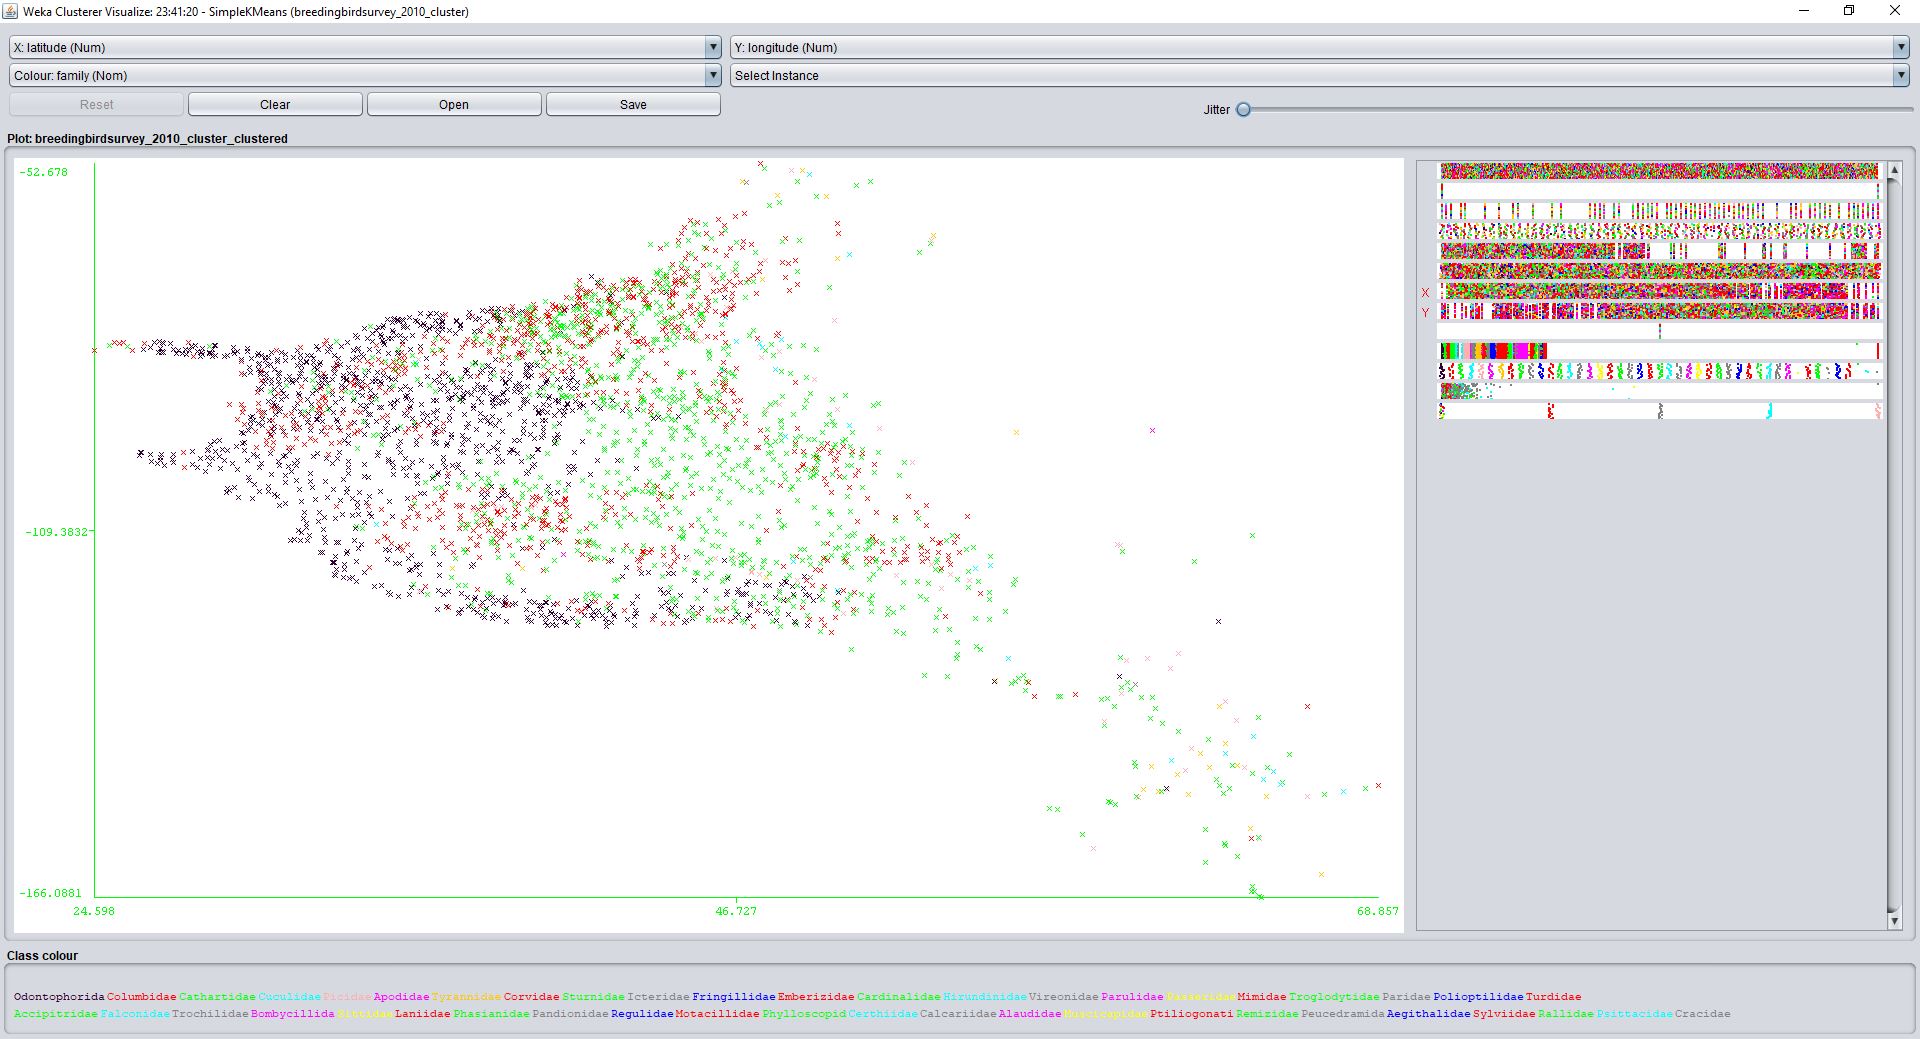 Weka Clusterer Visualize: 23:41:20 - SimpleKMeans (breedingbirdsurvey_2010_cluster)
X: latitude (Num) Y: longitude (Num)
Colour: family (Nom) Select Instance
Reset Clear Open Save Jitter
Plot: breedingbirdsurvey_2010_cluster_clustered
-52.678
X
Y
-109.3832
-166.0881
24.598 46.727 68.857
Class colour
Odontophorida Columbidae Cathartidae Cuculidae Picidae Apodidae Tyrannidae Corvidae Sturnidae Icteridae Fringillidae Emberizidae Cardinalidae Hirundinidae Vireonidae Parulidae Passeridae Mimidae Troglodytidae Paridae Polioptilidae Turdidae
Accipitridae Falconidae Trochilidae Bombycillida Sittidae Laniidae Phasianidae Pandionidae Regulidae Motacillidae Phylloscopid Certhiidae Calcariidae Alaudidae Muscicapidae Ptiliogonati Remizidae Peucedramida Aegithalidae Sylviidae Rallidae Psittacidae Cracidae